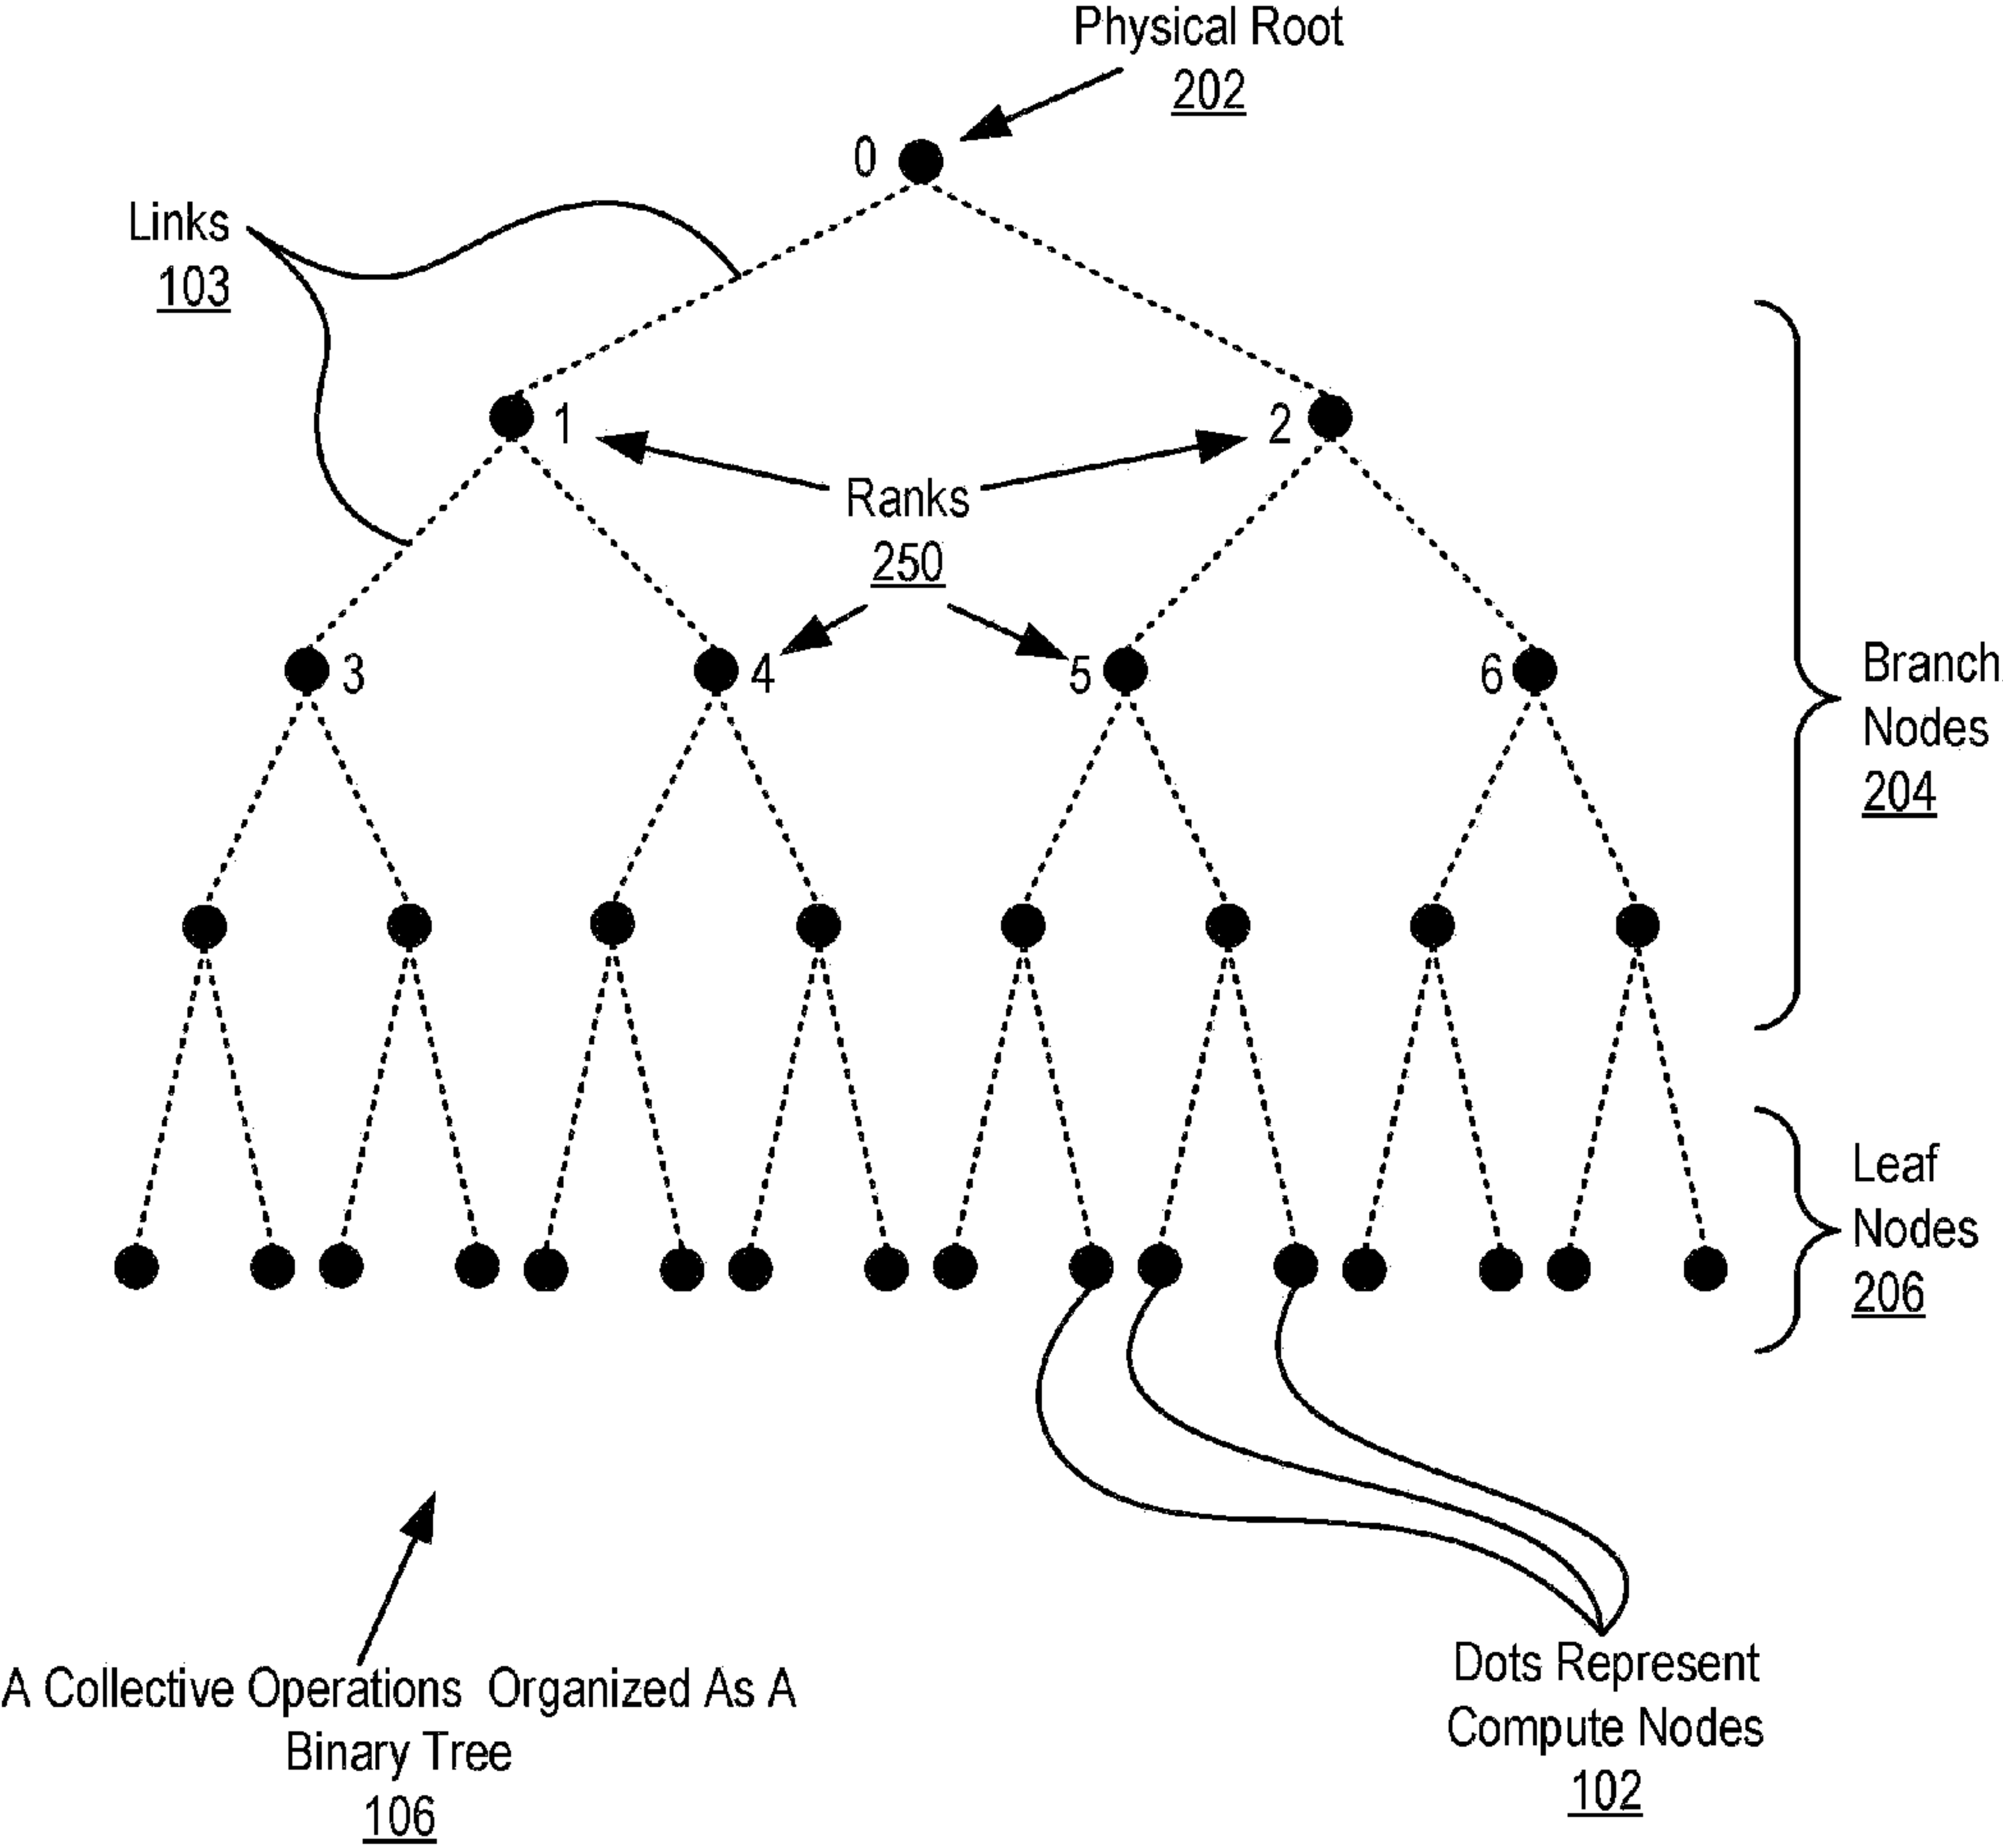 Physical Root
202
0
Links
103
1
2
Ranks
250
3
4
5
6
Branch
Nodes
204
Leaf
Nodes
206
A Collective Operations Organized As A
Binary Tree
106
Dots Represent
Compute Nodes
102